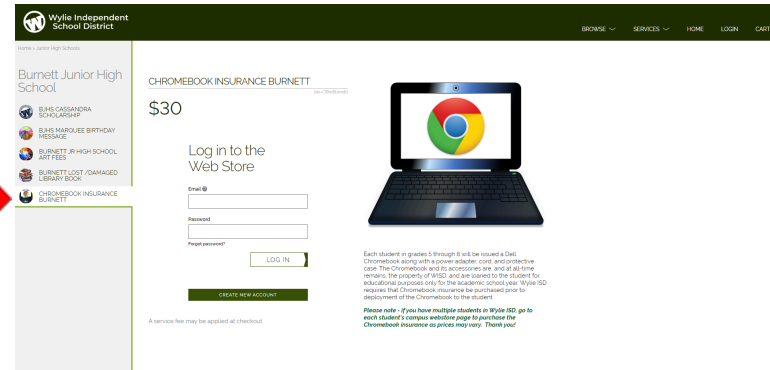 Wylie Independent
School District
BROWSE SERVICES HOME LOGIN CART
Home > Junior High Schools
Burnett Junior High
School
BJHS CASSANDRA
SCHOLARSHIP
BJHS MARQUEE BIRTHDAY
MESSAGE
BURNETT JR HIGH SCHOOL
ART FEES
BURNETT LOST /DAMAGED
LIBRARY BOOK
CHROMEBOOK INSURANCE
BURNETT
CHROMEBOOK INSURANCE BURNETT
$30
Log in to the
Web Store
Email
Password
Forgot password?
LOG IN
CREATE NEW ACCOUNT
A service fee may be applied at checkout.
Each student in grades 5 through 8 will be issued a Dell
Chromebook along with a power adapter, cord, and protective
case. The Chromebook and its accessories are, and at all-time
remains, the property of WISD, and are loaned to the student for
educational purposes only for the academic school year. Wylie ISD
requires that Chromebook insurance be purchased prior to
deployment of the Chromebook to the student.
Please note - if you have multiple students in Wylie ISD, go to
each student's campus webstore page to purchase the
Chromebook insurance as prices may vary. Thank you!